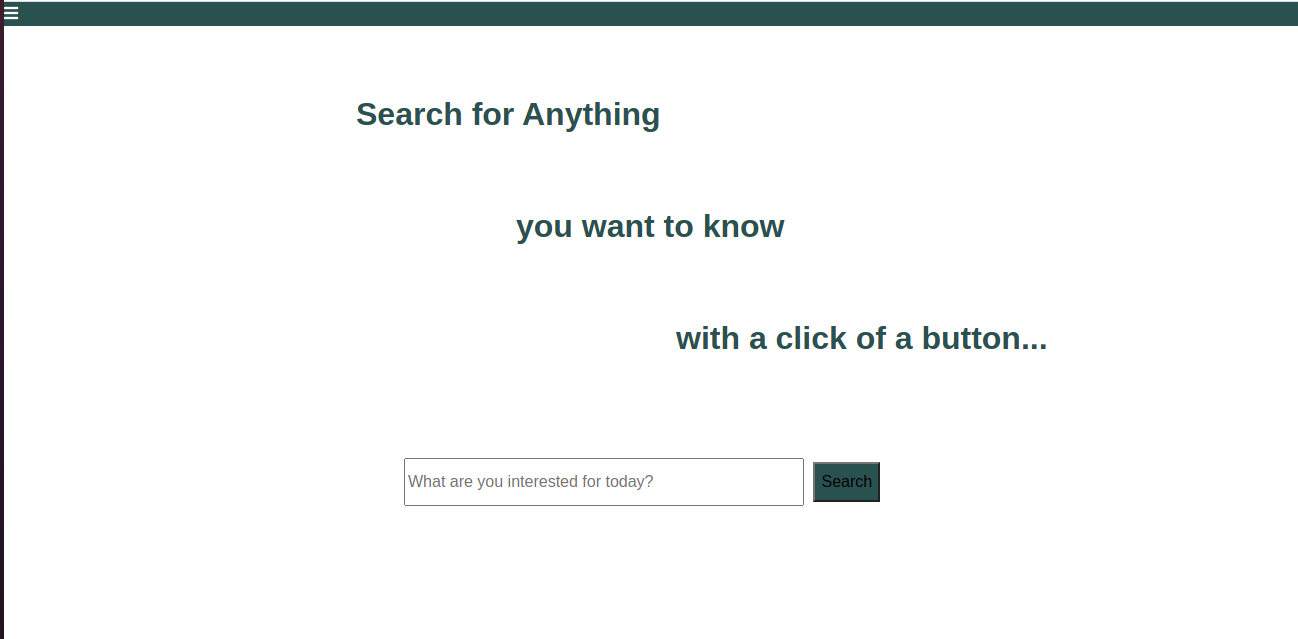 Search for Anything
you want to know
with a click of a button...
What are you interested for today?
Search